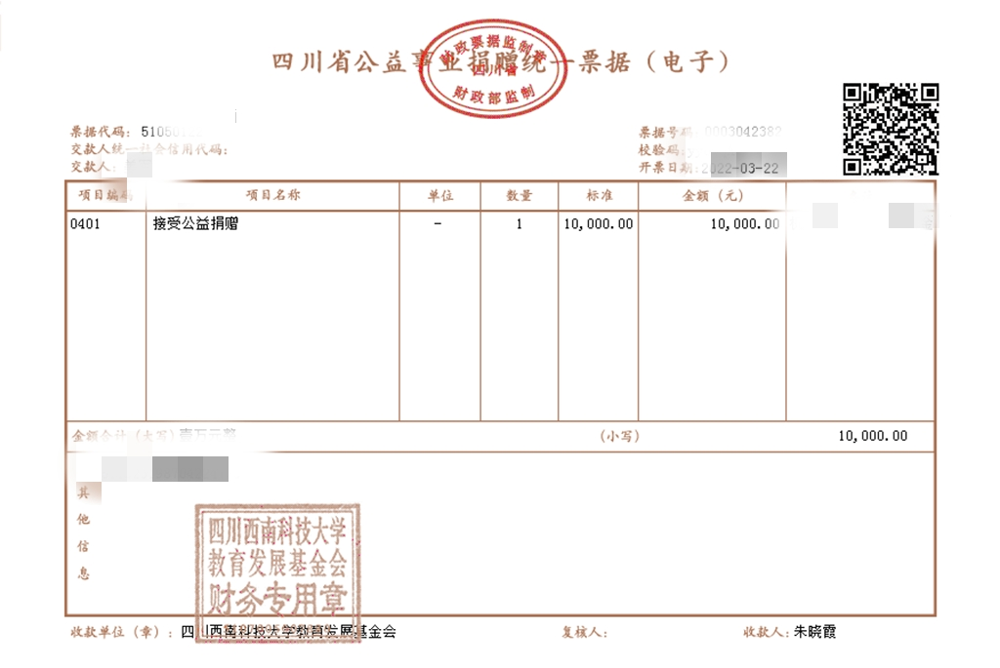 四川省公益事业捐赠统一票据（电子）
财政票据监制章
四川省
财政部监制
票据代码：5105
票据号码：0003042382
交款人统一社会信用代码：
校验码：
交款人：
开票日期：2022-03-22
项目编码 项目名称 单位 数量 标准 金额（元）
0401 接受公益捐赠 － 1 10,000.00 10,000.00
金额合计（大写）壹万元整 （小写） 10,000.00
其他信息
四川西南科技大学
教育发展基金会
财务专用章
收款单位（章）：四川西南科技大学教育发展基金会 复核人： 收款人：朱晓霞